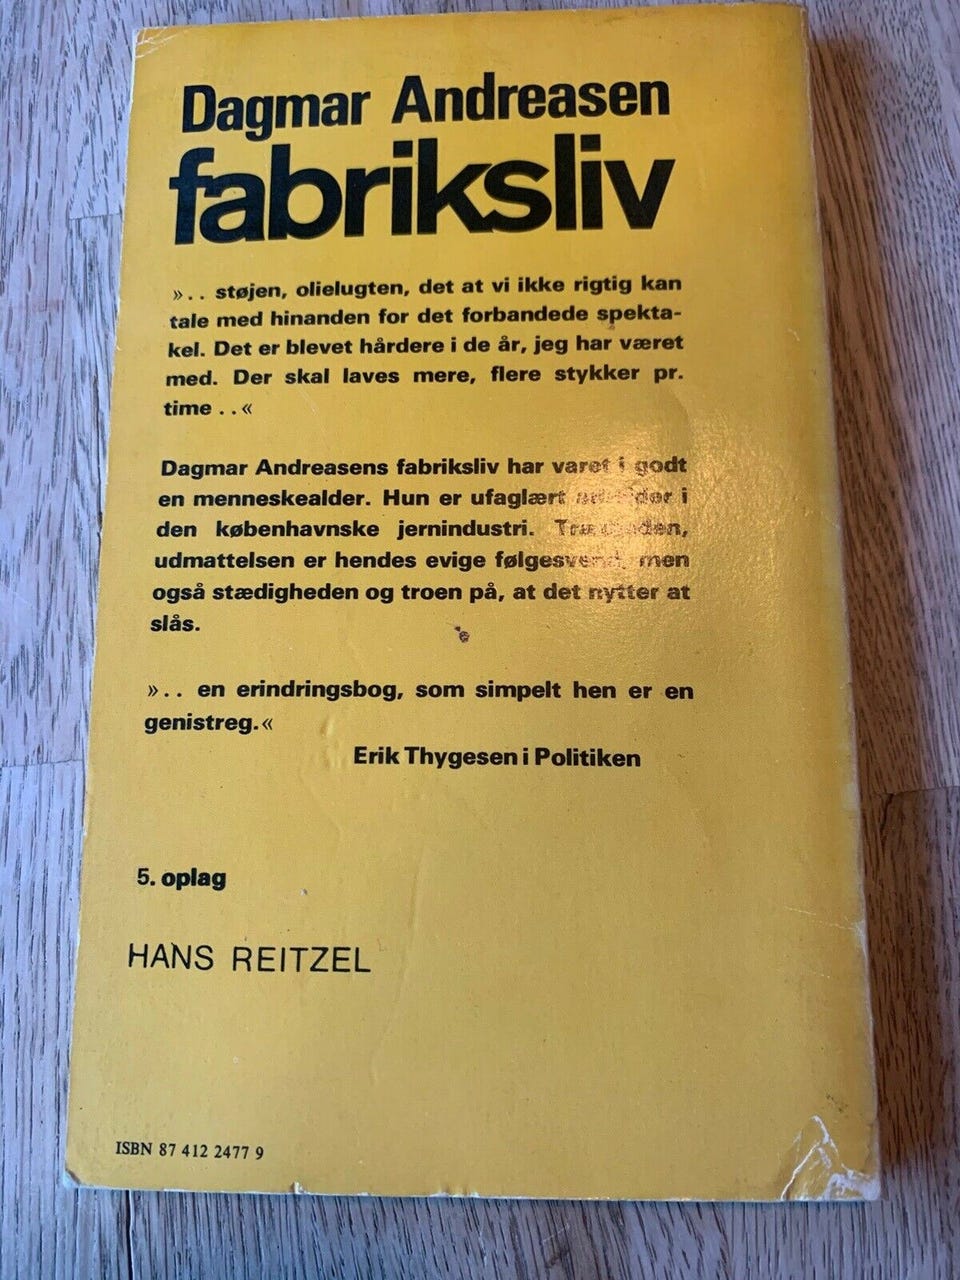 Dagmar Andreasen
fabriksliv
».. støjen, olielugten, det at vi ikke rigtig kan
tale med hinanden for det forbandede spekta-
kel. Det er blevet hårdere i de år, jeg har været
med. Der skal laves mere, flere stykker pr.
time ..«
Dagmar Andreasens fabriksliv har varet i godt
en menneskealder. Hun er ufaglært arbejder i
den københavnske jernindustri. Trætheden,
udmattelsen er hendes evige følgesvend, men
også stædigheden og troen på, at det nytter at
slås.
».. en erindringsbog, som simpelt hen er en
genistreg.«
Erik Thygesen i Politiken
5. oplag
HANS REITZEL
ISBN 87 412 2477 9